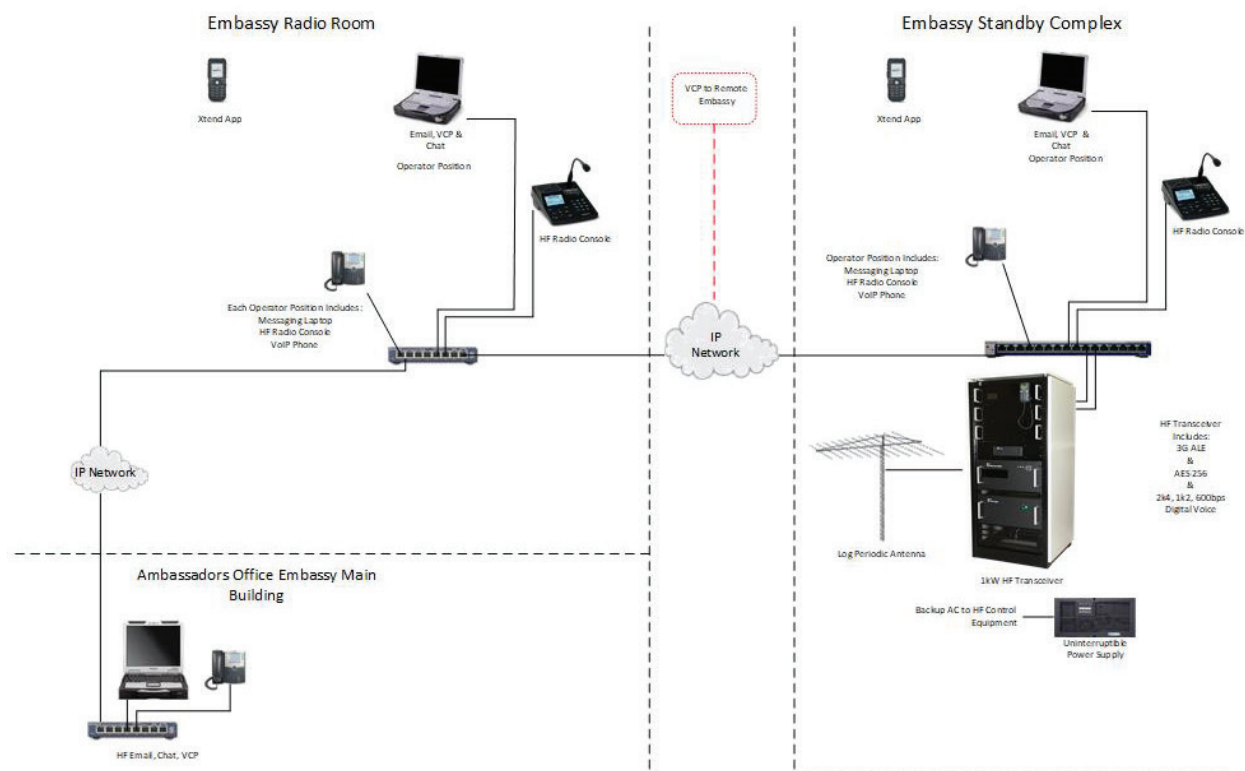 Embassy Radio Room
Xtend App
Email, VCP &
Chat
Operator Position
HF Radio Console
Each Operator Position Includes:
Messaging Laptop
HF Radio Console
VoIP Phone
IP Network
Ambassadors Office Embassy Main
Building
HF Email, Chat, VCP
VCP to Remote
Embassy
IP
Network
Embassy Standby Complex
Xtend App
Email, VCP &
Chat
Operator Position
HF Radio Console
Operator Position Includes:
Messaging Laptop
HF Radio Console
VoIP Phone
HF Transceiver
Includes:
3G ALE
&
AES 256
&
2k4, 1k2, 600bps
Digital Voice
Log Periodic Antenna
1kW HF Transceiver
Backup AC to HF Control
Equipment
Uninterruptible
Power Supply